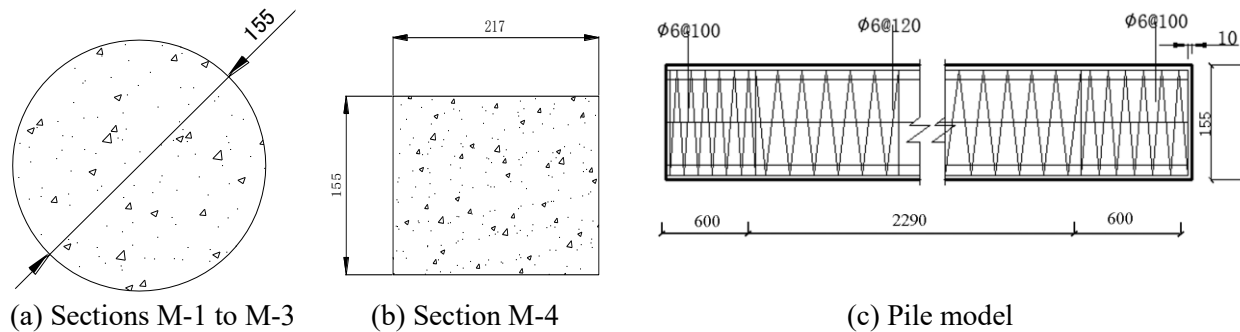 155
217
155
Φ6@100
Φ6@120
Φ6@100
10
155
600
2290
600
(a) Sections M-1 to M-3
(b) Section M-4
(c) Pile model